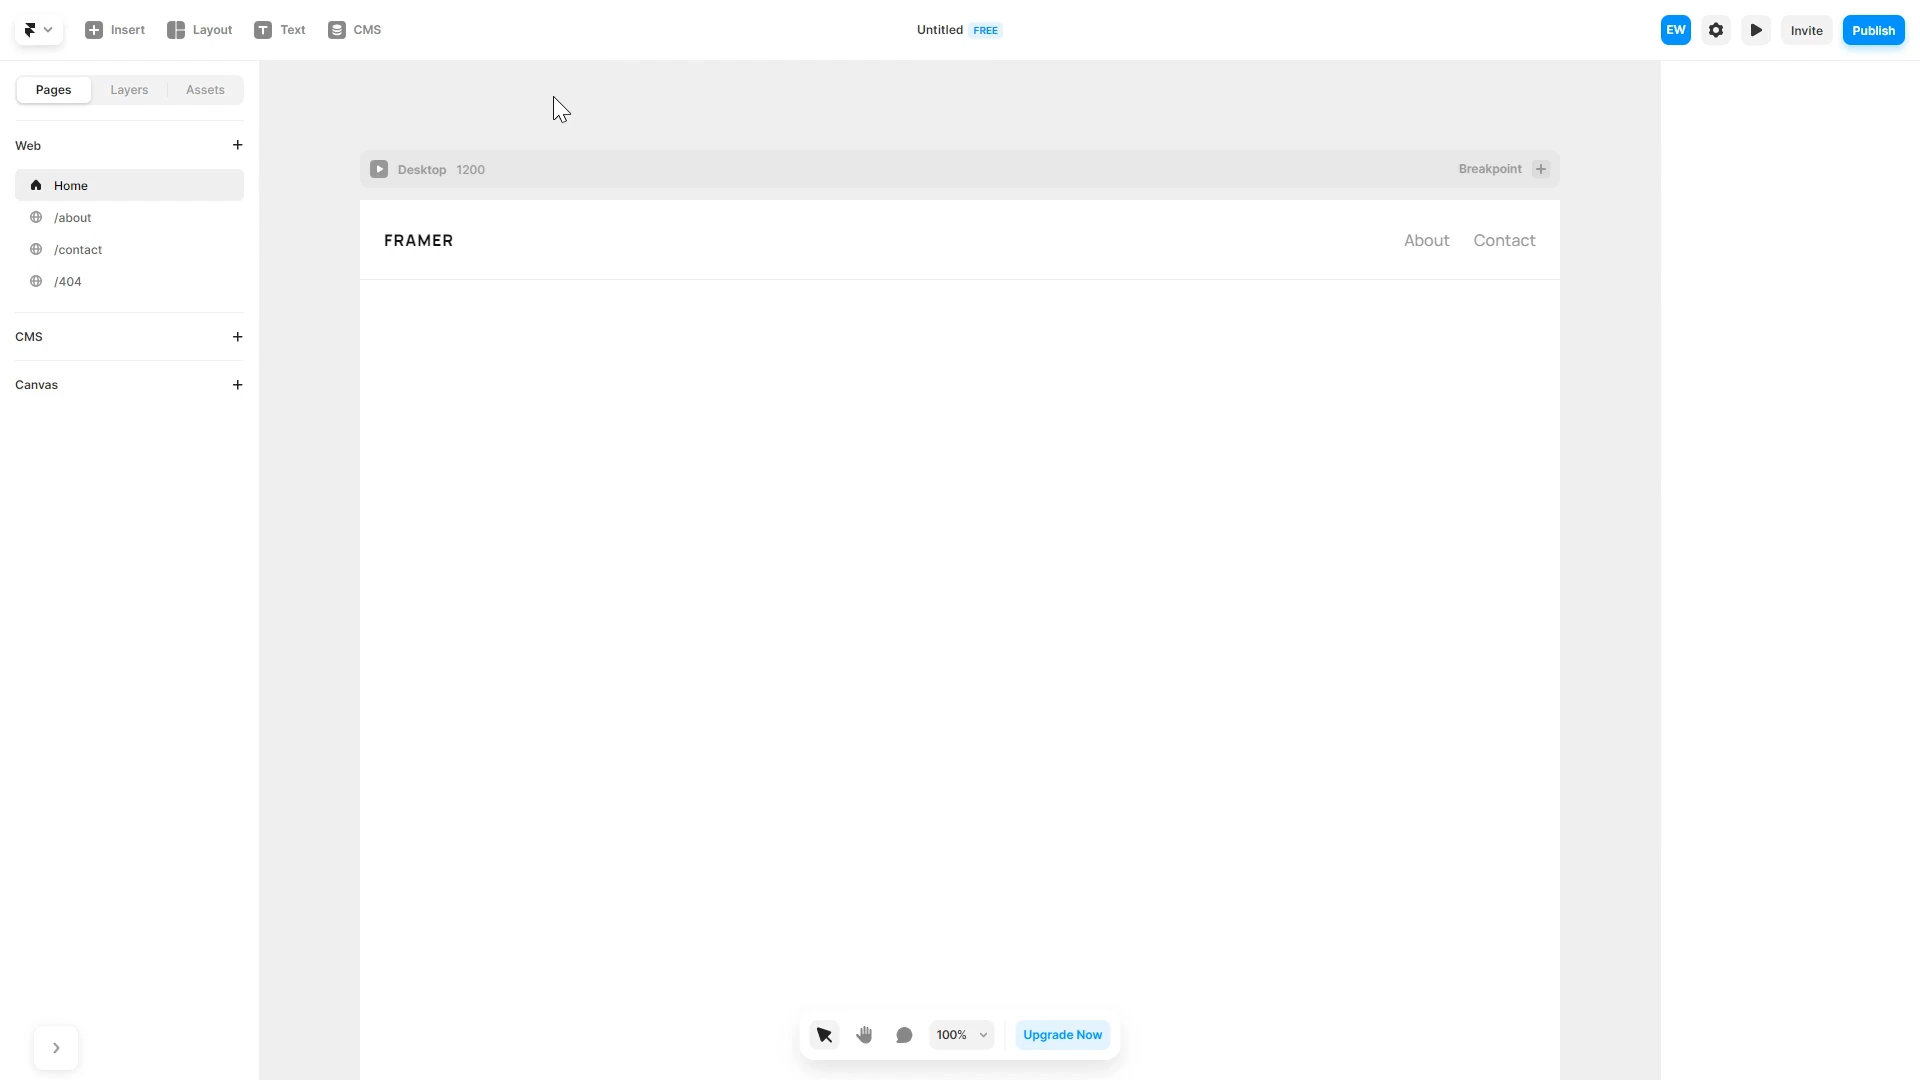 Insert Layout Text CMS
Untitled FREE
EW Invite Publish
Pages Layers Assets
Web
Home
/about
/contact
/404
CMS
Canvas
Desktop 1200
Breakpoint
FRAMER
About Contact
100% Upgrade Now